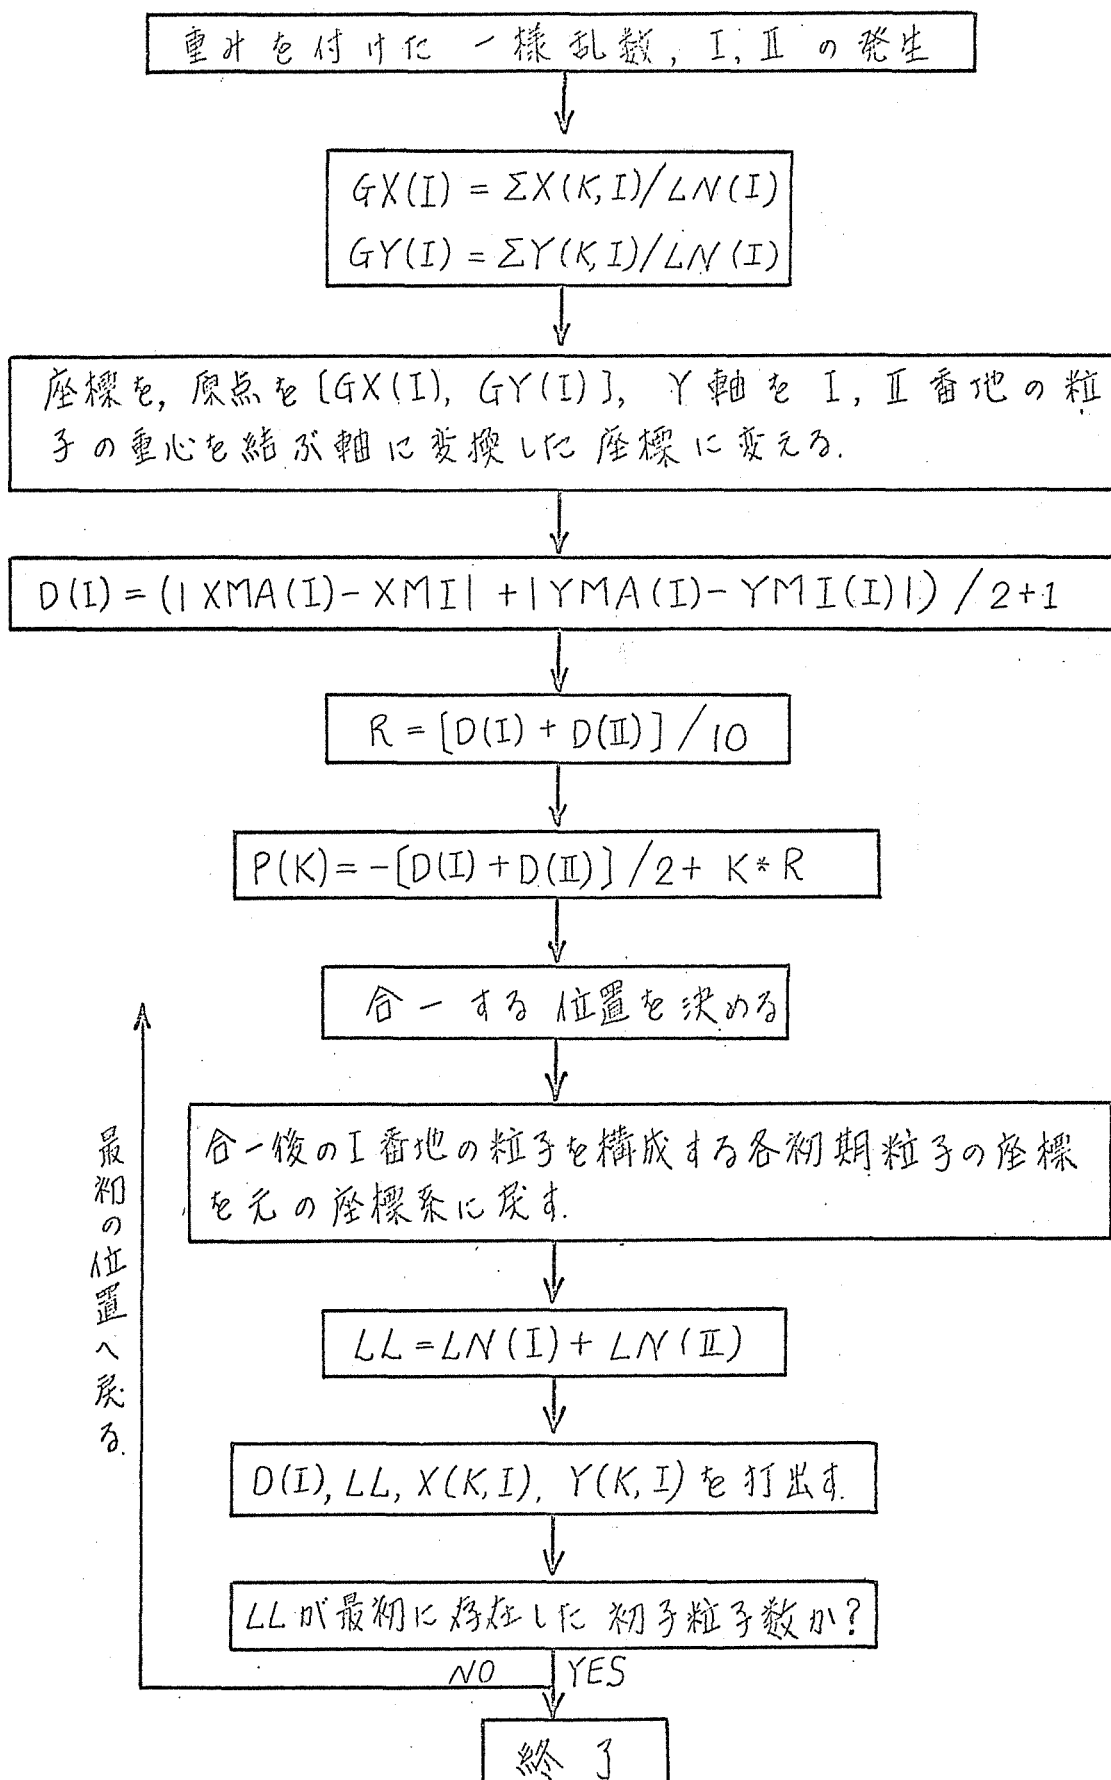 重みを付けた 一様乱数, I, II の発生
GX(I) = ΣX(K,I)/LN(I)
GY(I) = ΣY(K,I)/LN(I)
座標を, 原点を [GX(I), GY(I)], Y 軸を I, II 番地の粒
子の重心を結ぶ軸に変換した座標に変える.
D(I) = (|XMA(I)-XMI| + |YMA(I)-YMI(I)|) /2+1
R = [D(I) + D(II)] /10
P(K) = -[D(I) + D(II)] /2 + K*R
合一する位置を決める
合一後のI番地の粒子を構成する各初期粒子の座標
を元の座標系に戻す.
LL = LN(I) + LN(II)
D(I), LL, X(K,I), Y(K,I) を打出す.
LLが最初に存在した 初子粒子数か?
NO YES
最初の位置へ戻る.
終了